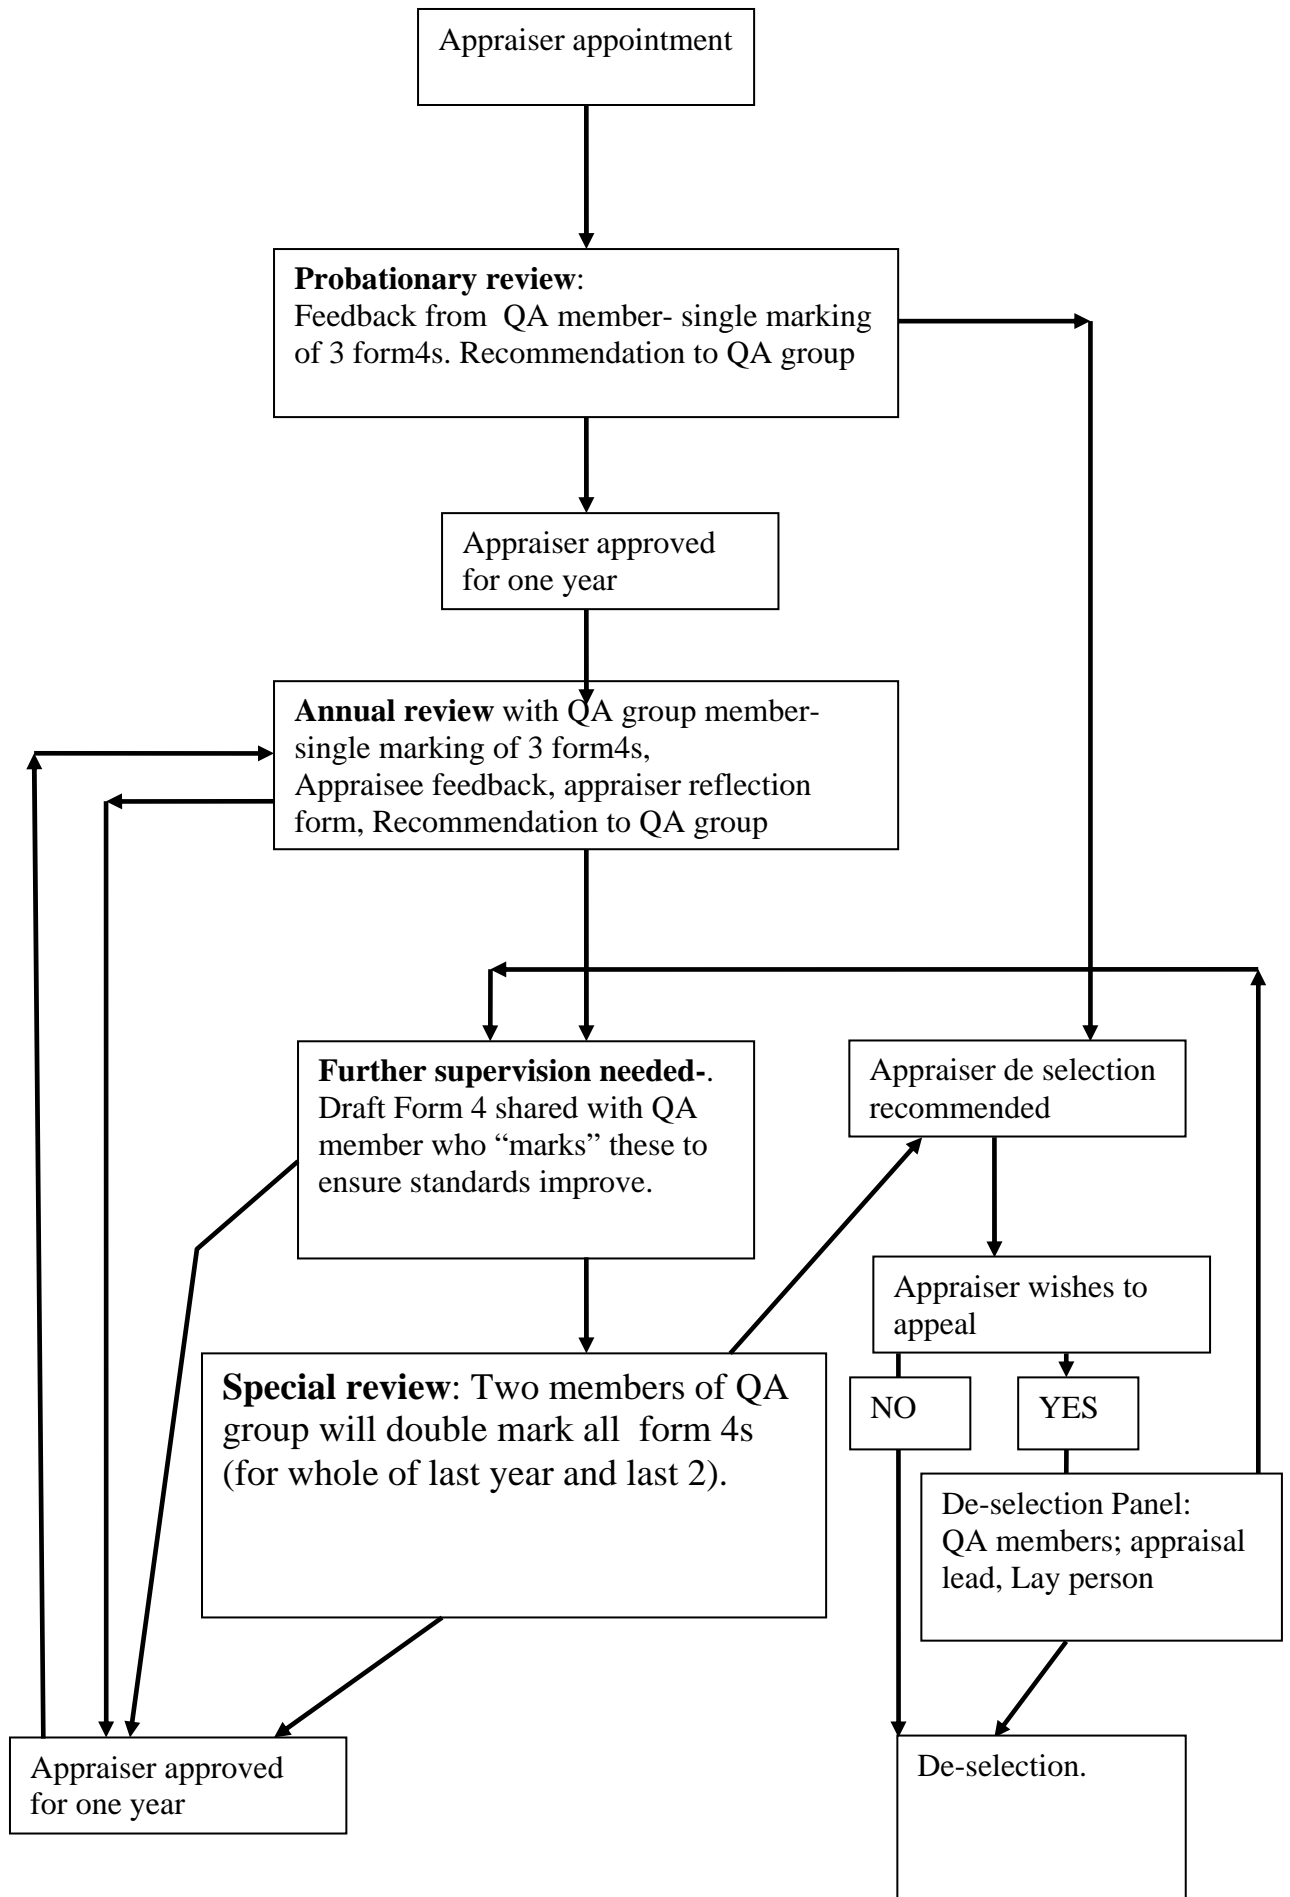 Appraiser appointment
Probationary review:
Feedback from  QA member- single marking
of 3 form4s. Recommendation to QA group
Appraiser approved
for one year
Annual review with QA group member-
single marking of 3 form4s,
Appraisee feedback, appraiser reflection
form, Recommendation to QA group
Further supervision needed-.
Draft Form 4 shared with QA
member who “marks” these to
ensure standards improve.
Appraiser de selection
recommended
Appraiser wishes to
appeal
NO
YES
Special review: Two members of QA
group will double mark all  form 4s
(for whole of last year and last 2).
De-selection Panel:
QA members; appraisal
lead, Lay person
Appraiser approved
for one year
De-selection.